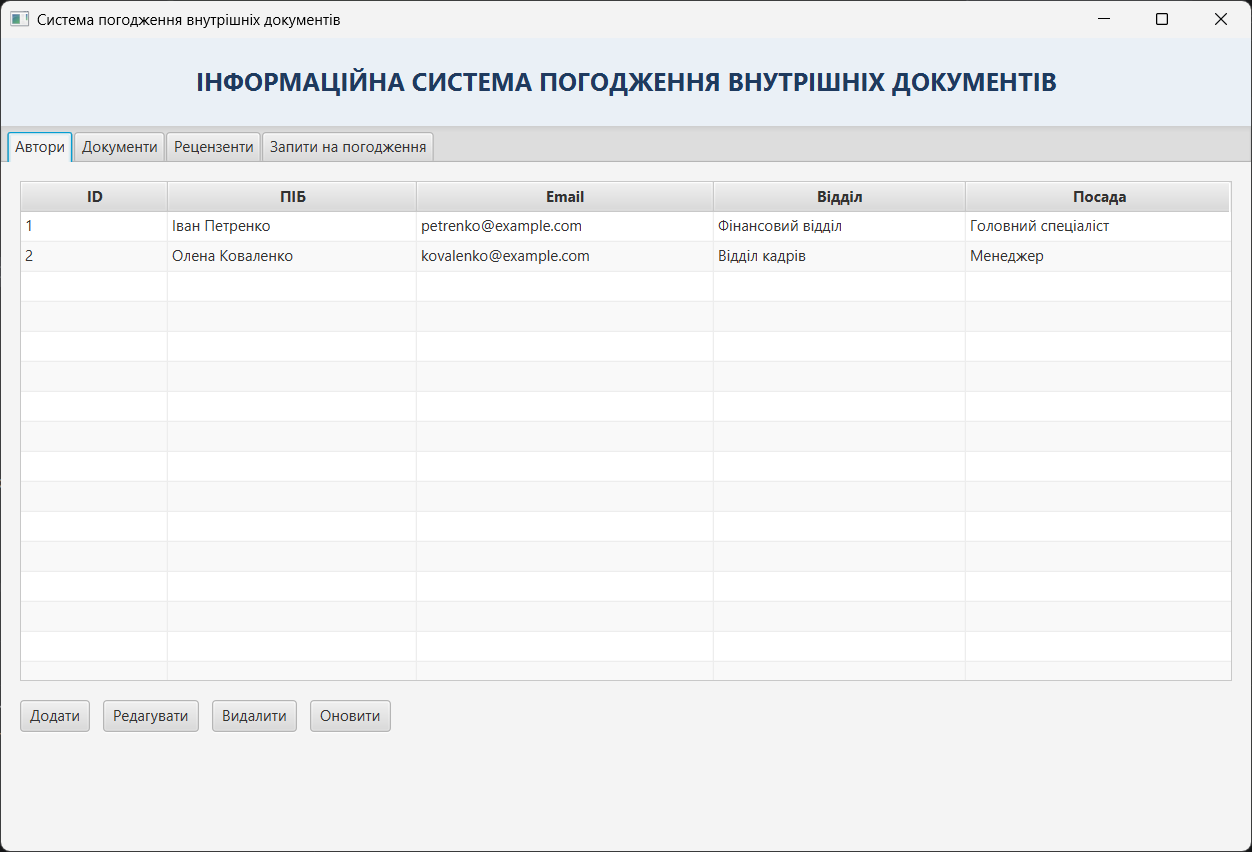 Система погодження внутрішніх документів
ІНФОРМАЦІЙНА СИСТЕМА ПОГОДЖЕННЯ ВНУТРІШНІХ ДОКУМЕНТІВ
Автори Документи Рецензенти Запити на погодження
ID ПІБ Email Відділ Посада
1 Іван Петренко petrenko@example.com Фінансовий відділ Головний спеціаліст
2 Олена Коваленко kovalenko@example.com Відділ кадрів Менеджер
Додати Редагувати Видалити Оновити